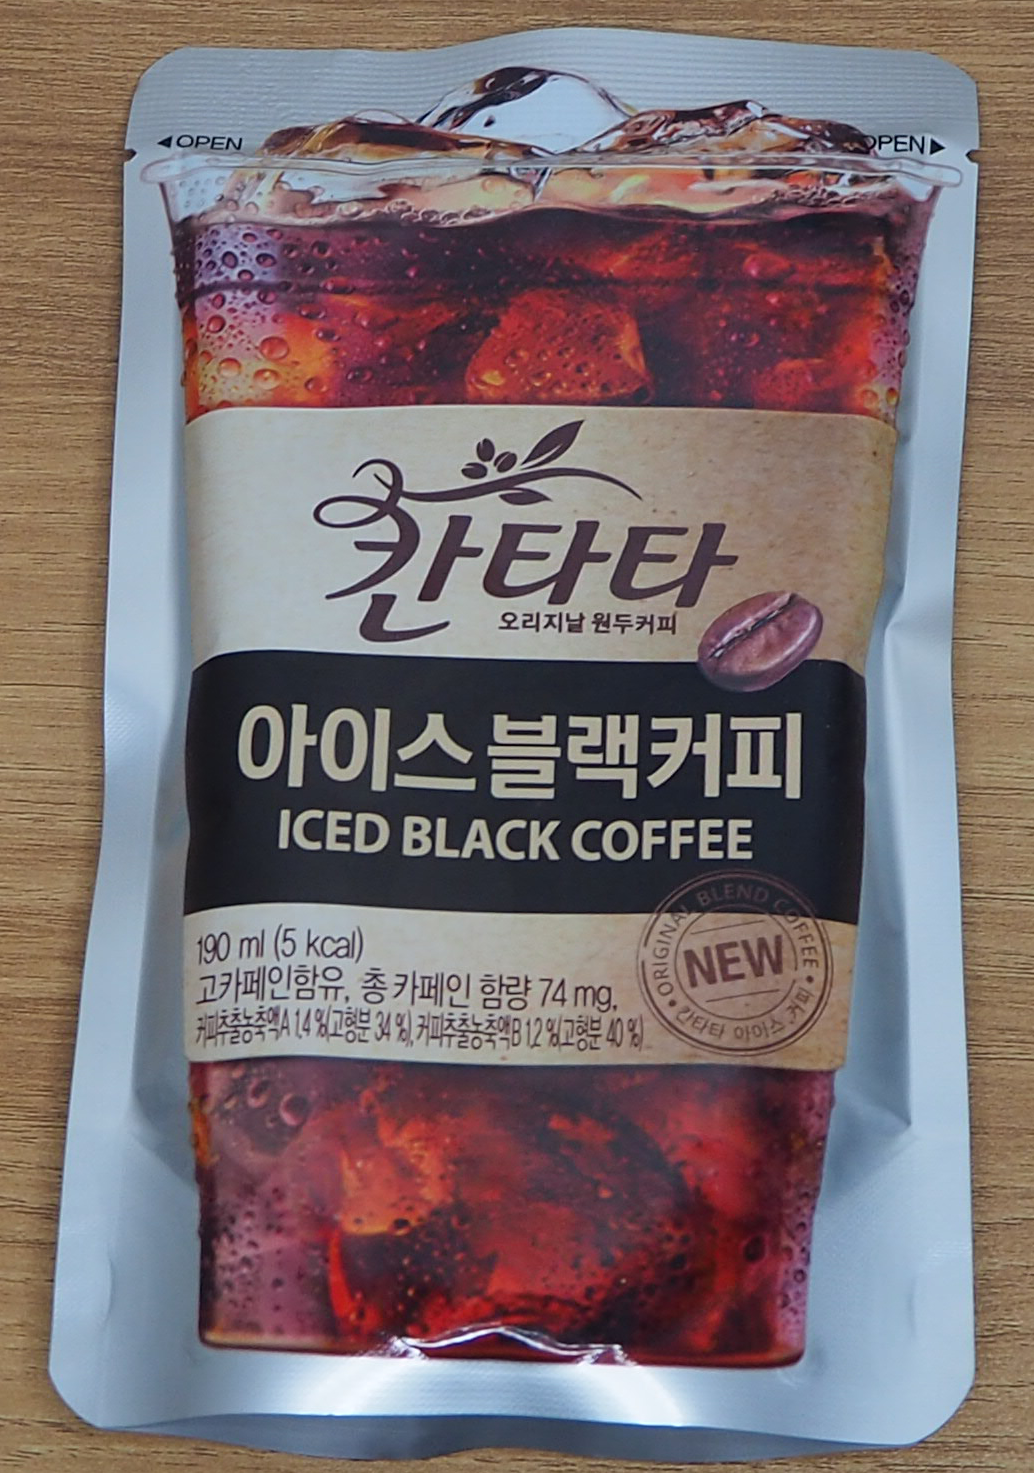 ◀OPEN
OPEN▶
칸타타
오리지날 원두커피
아이스블랙커피
ICED BLACK COFFEE
190 ml (5 kcal)
고카페인함유, 총 카페인 함량 74 mg,
커피추출농축액A 1.4 %(고형분 34 %), 커피추출농축액B 1.2 %(고형분 40 %)
ORIGINAL BLEND COFFEE
NEW
칸타타 아이스 커피